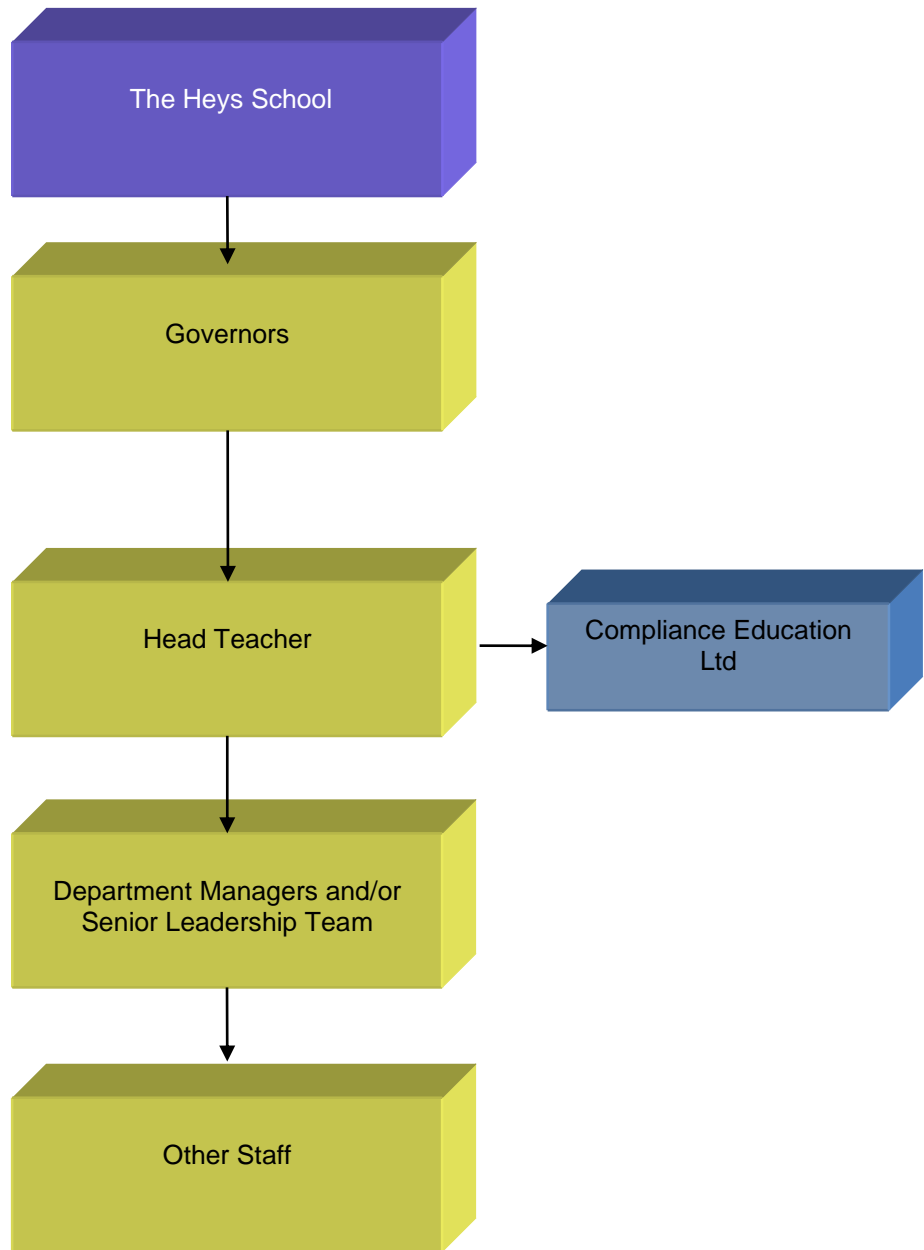 The Heys School
Governors
Head Teacher
Compliance Education
Ltd
Department Managers and/or
Senior Leadership Team
Other Staff